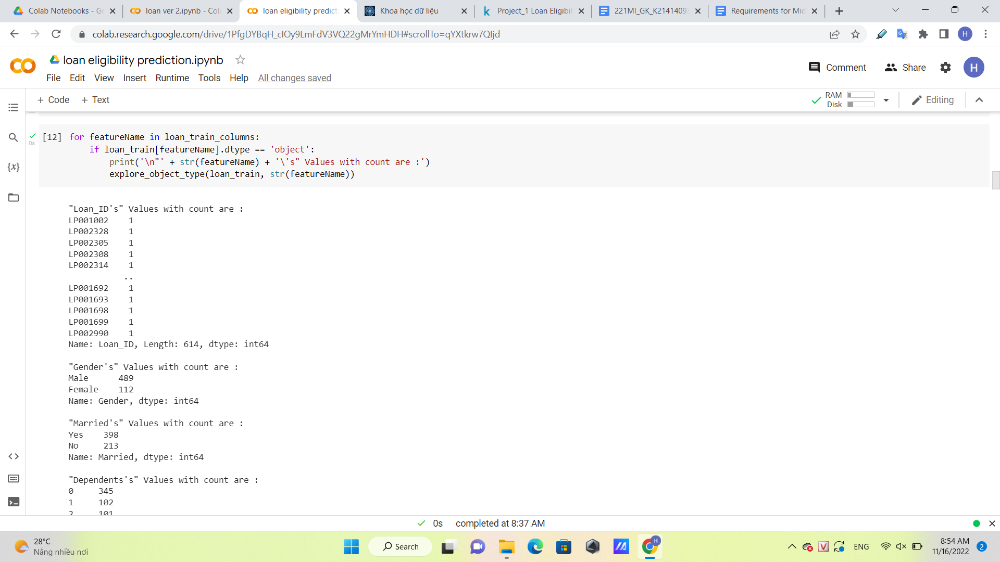 Colab Notebooks - Go
loan ver 2.ipynb - Cola
loan eligibility predicti
Khoa học dữ liệu
Project_1 Loan Eligibil
221MI_GK_K21414093
Requirements for Mid
colab.research.google.com/drive/1PfgDYBqH_cIOy9LmFdV3VQ22gMrYmHDH#scrollTo=qYXtkrw7QIjd
H
loan eligibility prediction.ipynb
Comment
Share
H
File Edit View Insert Runtime Tools Help All changes saved
+ Code + Text
RAM
Disk
Editing
0s
[12] for featureName in loan_train_columns:
if loan_train[featureName].dtype == 'object':
print('\n"' + str(featureName) + '\'s" Values with count are :')
explore_object_type(loan_train, str(featureName))
{x}
"Loan_ID's" Values with count are :
LP001002 1
LP002328 1
LP002305 1
LP002308 1
LP002314 1
..
LP001692 1
LP001693 1
LP001698 1
LP001699 1
LP002990 1
Name: Loan_ID, Length: 614, dtype: int64
"Gender's" Values with count are :
Male 489
Female 112
Name: Gender, dtype: int64
"Married's" Values with count are :
Yes 398
No 213
Name: Married, dtype: int64
"Dependents's" Values with count are :
0 345
1 102
2 101
0s completed at 8:37 AM
28°C
Nắng nhiều nơi
Search
H
V
ENG
8:54 AM
11/16/2022
2